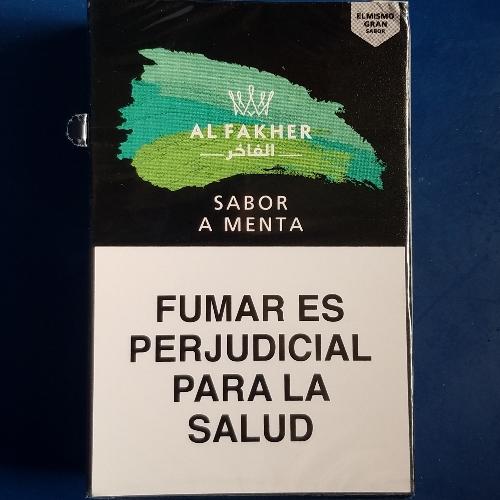 EL MISMO
GRAN
SABOR
AL FAKHER
الفاخر
SABOR
A MENTA
FUMAR ES
PERJUDICIAL
PARA LA
SALUD